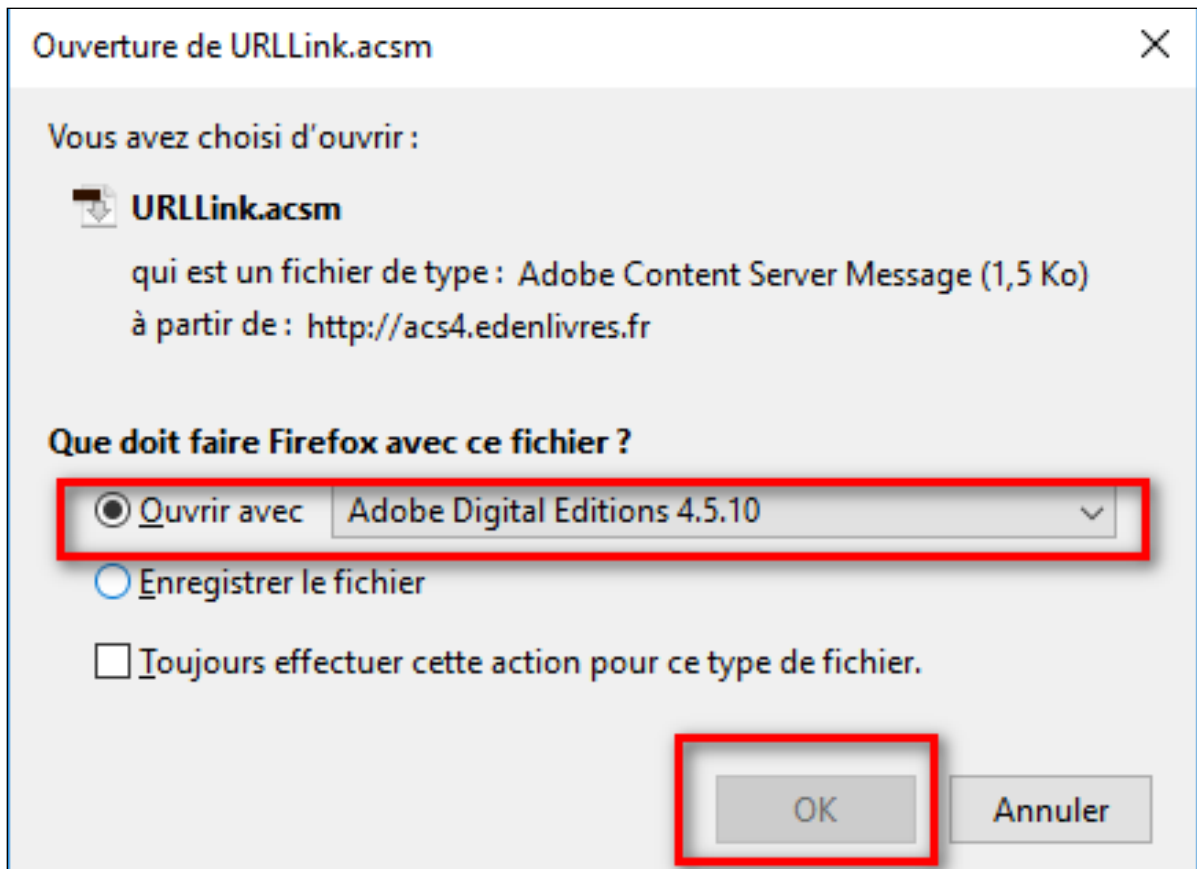 Ouverture de URLLink.acsm
Vous avez choisi d'ouvrir :
URLLink.acsm
qui est un fichier de type : Adobe Content Server Message (1,5 Ko)
à partir de : http://acs4.edenlivres.fr
Que doit faire Firefox avec ce fichier ?
Ouvrir avec Adobe Digital Editions 4.5.10
Enregistrer le fichier
Toujours effectuer cette action pour ce type de fichier.
OK Annuler